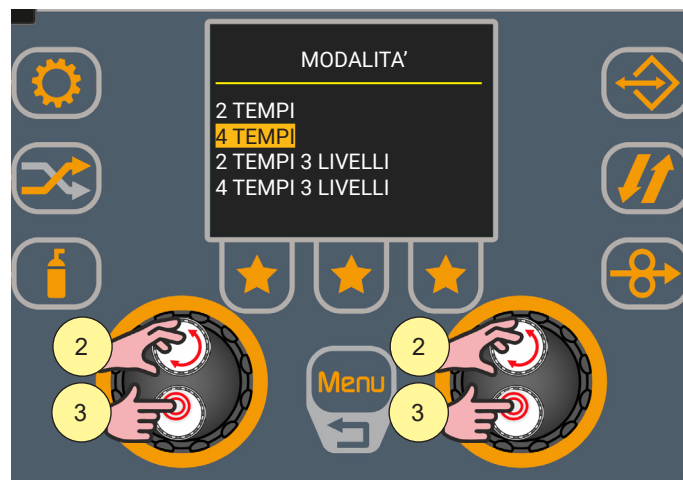 MODALITA’
2 TEMPI
4 TEMPI
2 TEMPI 3 LIVELLI
4 TEMPI 3 LIVELLI
2
2
Menu
3
3